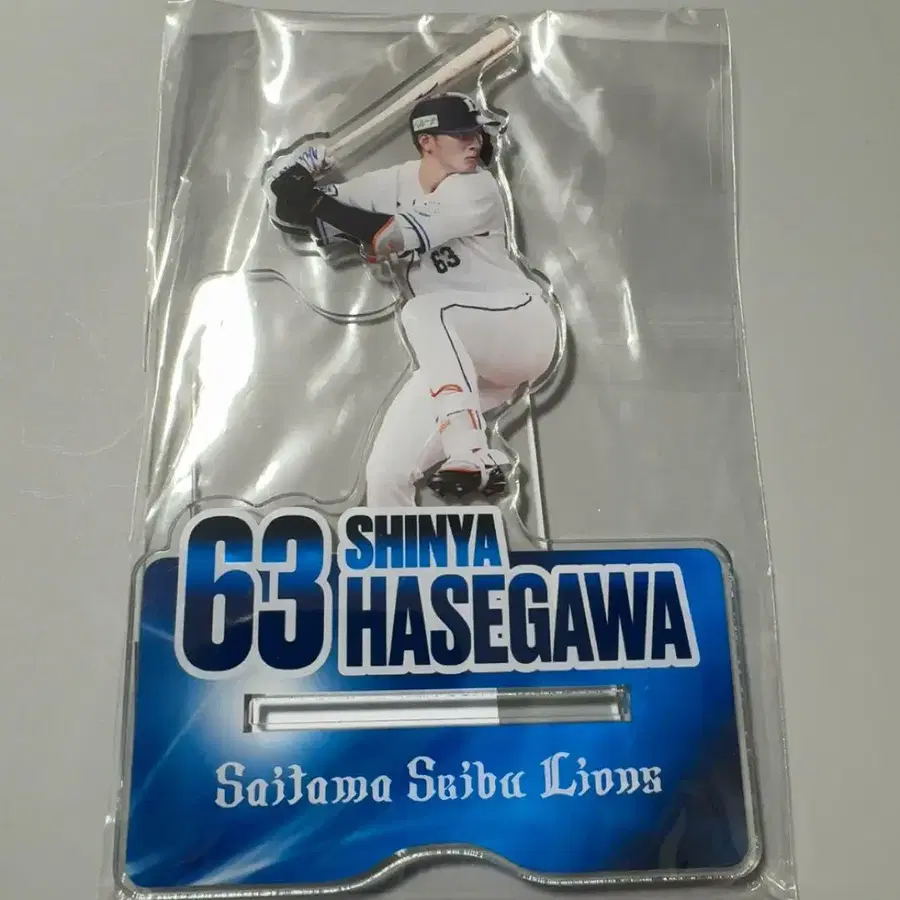 63
63 SHINYA
HASEGAWA
Saitama Seibu Lions